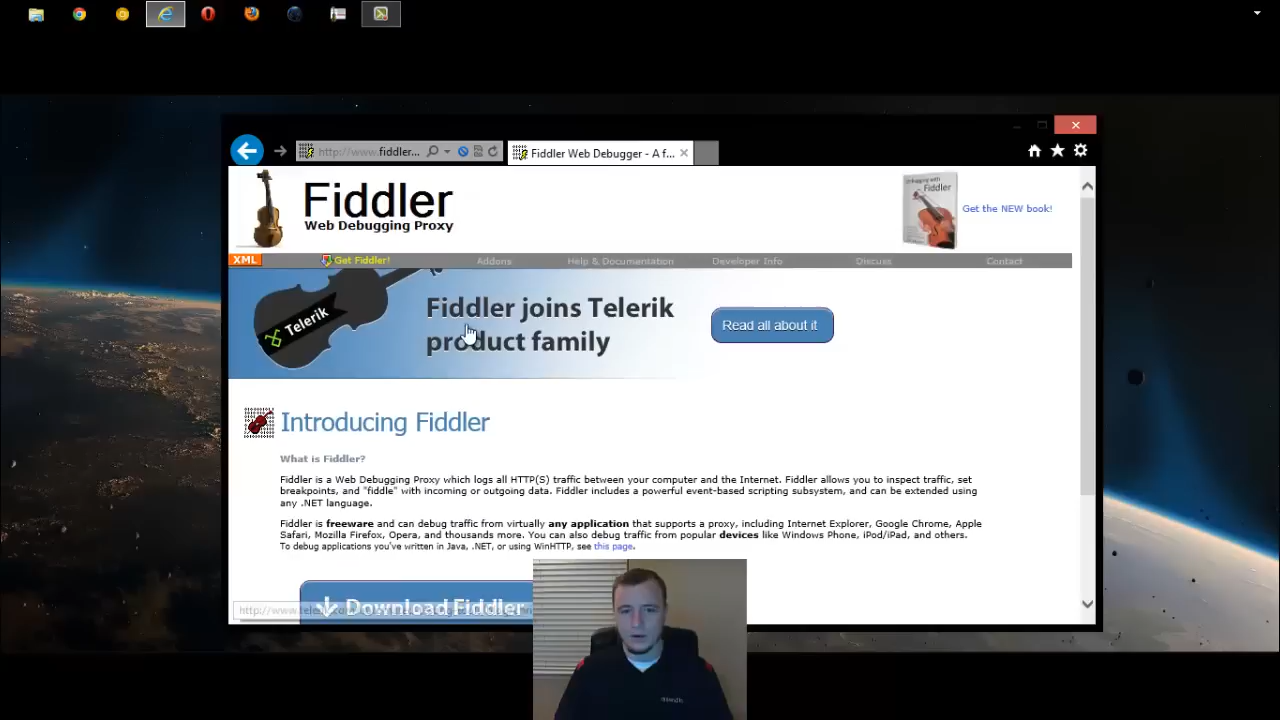 http://www.fiddler...
Fiddler Web Debugger - A f...
Fiddler
Web Debugging Proxy
Debugging with
Fiddler
Get the NEW book!
XML
Get Fiddler!
Addons
Help & Documentation
Developer Info
Discuss
Contact
Telerik
Fiddler joins Telerik
product family
Read all about it
Introducing Fiddler
What is Fiddler?
Fiddler is a Web Debugging Proxy which logs all HTTP(S) traffic between your computer and the Internet. Fiddler allows you to inspect traffic, set
breakpoints, and "fiddle" with incoming or outgoing data. Fiddler includes a powerful event-based scripting subsystem, and can be extended using
any .NET language.
Fiddler is freeware and can debug traffic from virtually any application that supports a proxy, including Internet Explorer, Google Chrome, Apple
Safari, Mozilla Firefox, Opera, and thousands more. You can also debug traffic from popular devices like Windows Phone, iPod/iPad, and others.
To debug applications you've written in Java, .NET, or using WinHTTP, see this page.
Download Fiddler